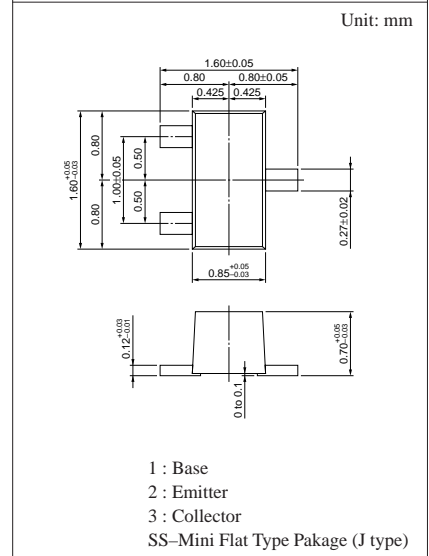 Unit: mm
1.60±0.05
0.80 0.80±0.05
0.425 0.425
1.60+0.05−0.03
0.80
0.80
1.00±0.05
0.50
0.50
0.27±0.02
0.85+0.05−0.03
0.12+0.03−0.01
0 to 0.1
0.70+0.05−0.03
1 : Base
2 : Emitter
3 : Collector
SS–Mini Flat Type Pakage (J type)